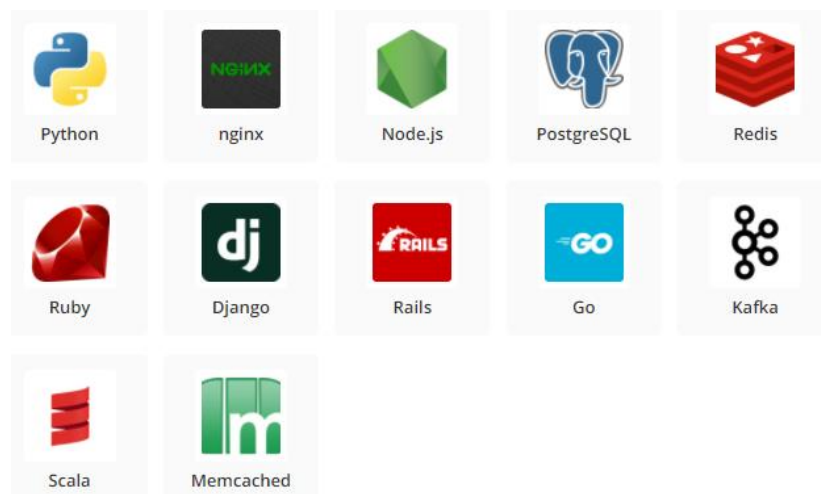 NGiNX
Python
nginx
Node.js
PostgreSQL
Redis
dj
RAILS
GO
Ruby
Django
Rails
Go
Kafka
m
Scala
Memcached